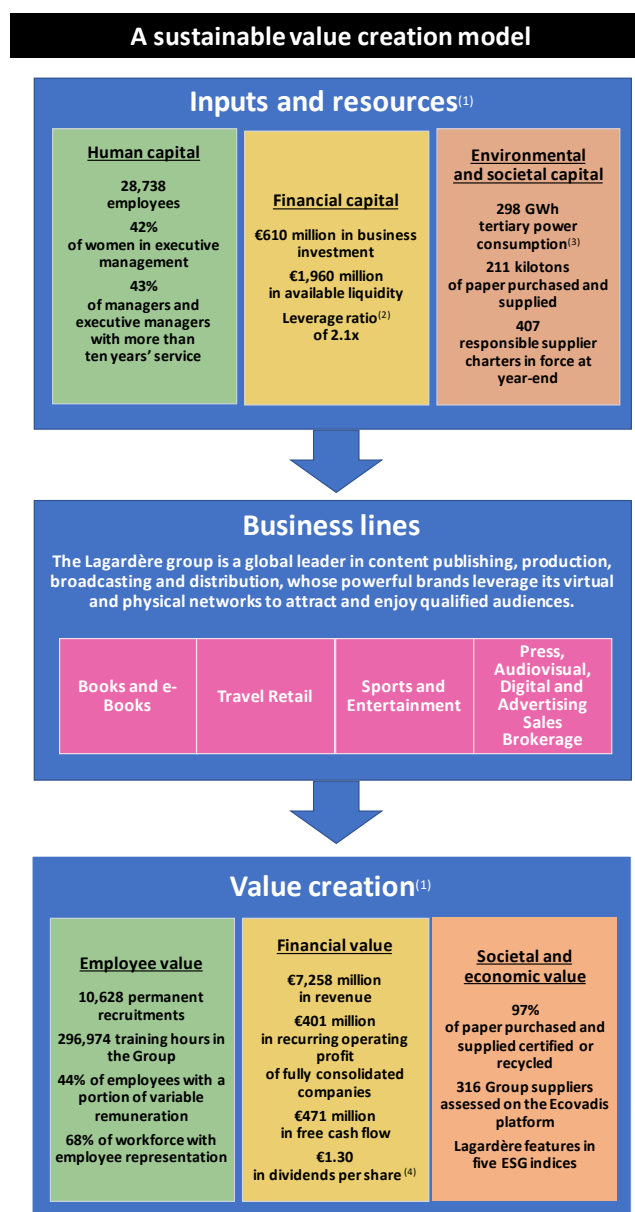 A sustainable value creation model
Inputs and resources(1)
Human capital
28,738
employees
42%
of women in executive
management
43%
of managers and
executive managers
with more than
ten years' service
Financial capital
€610 million in business
investment
€1,960 million
in available liquidity
Leverage ratio(2)
of 2.1x
Environmental
and societal capital
298 GWh
tertiary power
consumption(3)
211 kilotons
of paper purchased and
supplied
407
responsible supplier
charters in force at
year-end
Business lines
The Lagardère group is a global leader in content publishing, production,
broadcasting and distribution, whose powerful brands leverage its virtual
and physical networks to attract and enjoy qualified audiences.
Books and e-
Books
Travel Retail
Sports and
Entertainment
Press,
Audiovisual,
Digital and
Advertising
Sales
Brokerage
Value creation(1)
Employee value
10,628 permanent
recruitments
296,974 training hours in
the Group
44% of employees with a
portion of variable
remuneration
68% of workforce with
employee representation
Financial value
€7,258 million
in revenue
€401 million
in recurring operating
profit
of fully consolidated
companies
€471 million
in free cash flow
€1.30
in dividends per share (4)
Societal and
economic value
97%
of paper purchased and
supplied certified or
recycled
316 Group suppliers
assessed on the Ecovadis
platform
Lagardère features in
five ESG indices